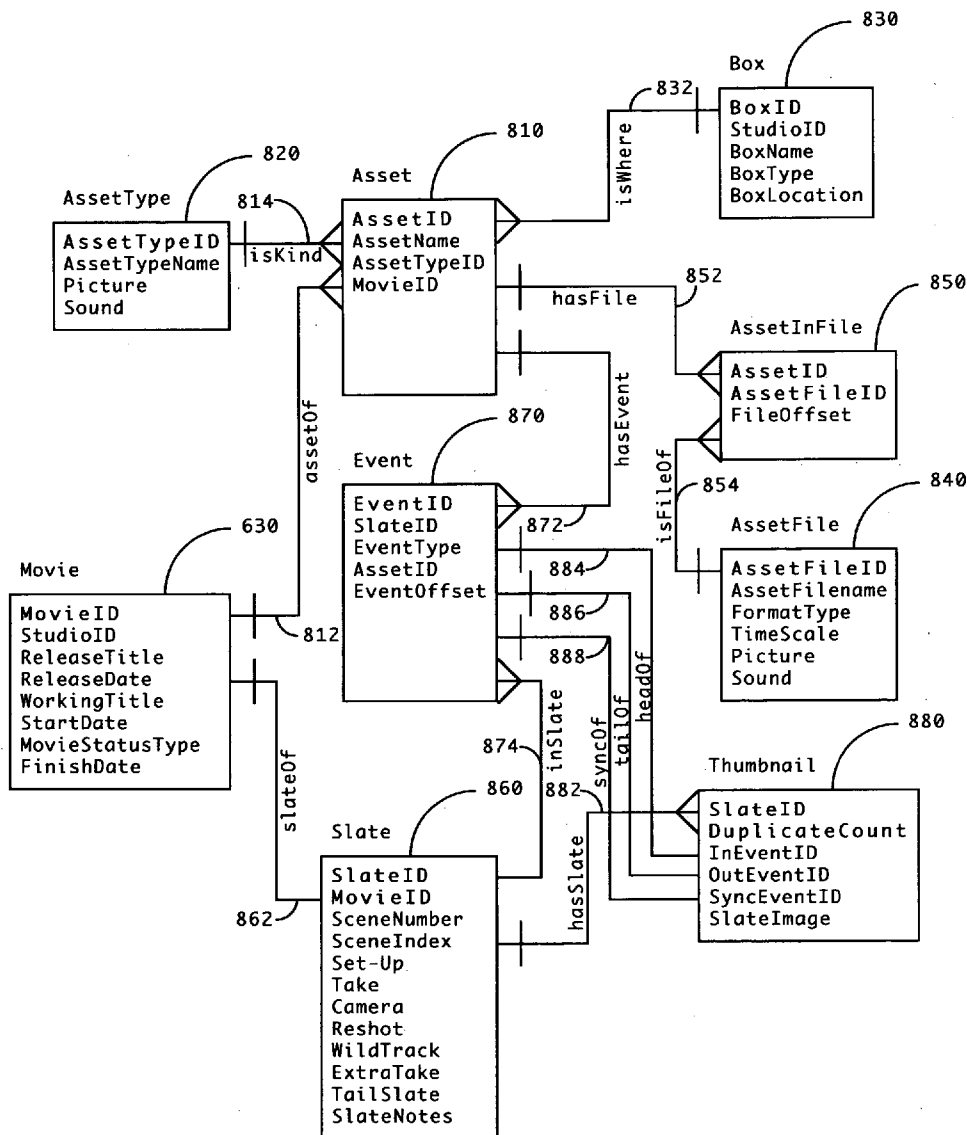 830
Box
832
BoxID
StudioID
BoxName
BoxType
BoxLocation
isWhere
810
Asset
AssetID
AssetName
AssetTypeID
MovieID
820
AssetType
AssetTypeID
AssetTypeName
Picture
Sound
814
isKind
hasFile
852
850
AssetInFile
AssetID
AssetFileID
FileOffset
assetOf
hasEvent
870
Event
EventID
SlateID
EventType
AssetID
EventOffset
872
isFileOf
854
840
AssetFile
AssetFileID
AssetFilename
FormatType
TimeScale
Picture
Sound
884
886
888
630
Movie
MovieID
StudioID
ReleaseTitle
ReleaseDate
WorkingTitle
StartDate
MovieStatusType
FinishDate
812
slateOf
874
inSlate
syncOf
tailOf
headOf
880
Thumbnail
SlateID
DuplicateCount
InEventID
OutEventID
SyncEventID
SlateImage
882
hasSlate
860
Slate
SlateID
MovieID
SceneNumber
SceneIndex
Set-Up
Take
Camera
Reshot
WildTrack
ExtraTake
TailSlate
SlateNotes
862